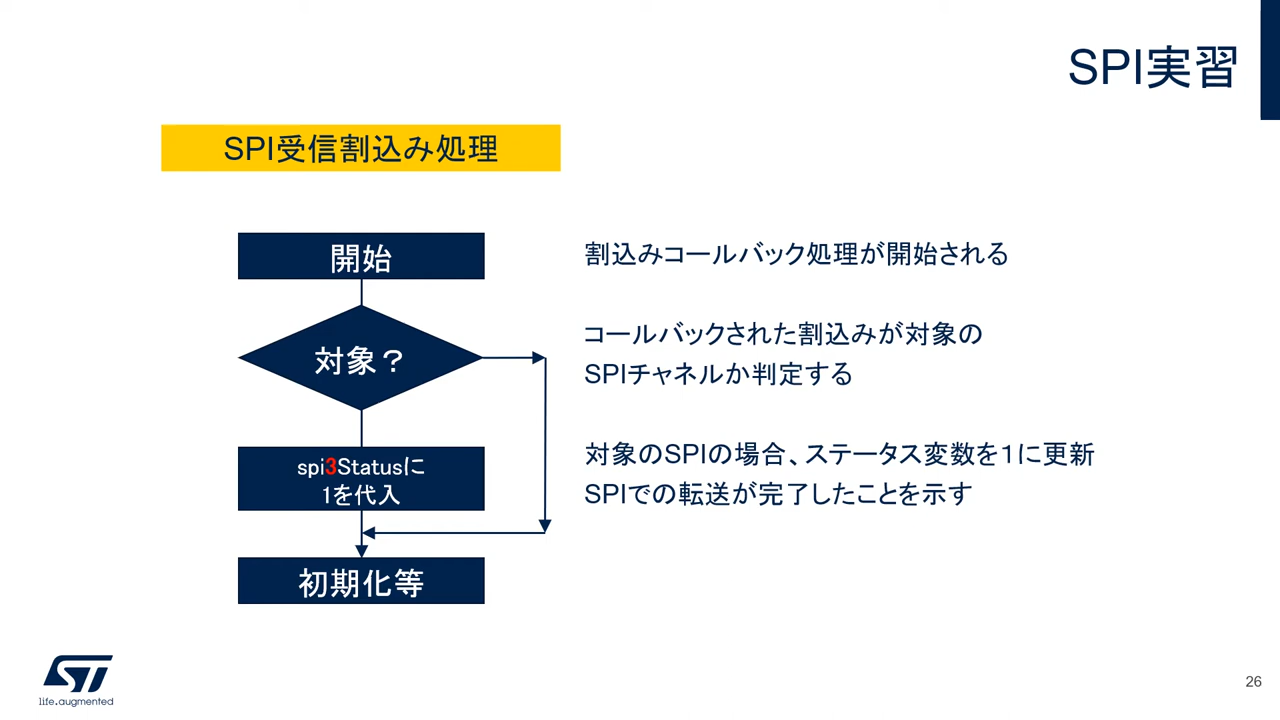 SPI実習
SPI受信割込み処理
開始
割込みコールバック処理が開始される
対象？
コールバックされた割込みが対象の
SPIチャネルか判定する
spi3Statusに
1を代入
対象のSPIの場合、ステータス変数を１に更新
SPIでの転送が完了したことを示す
初期化等
ST
life.augmented
26